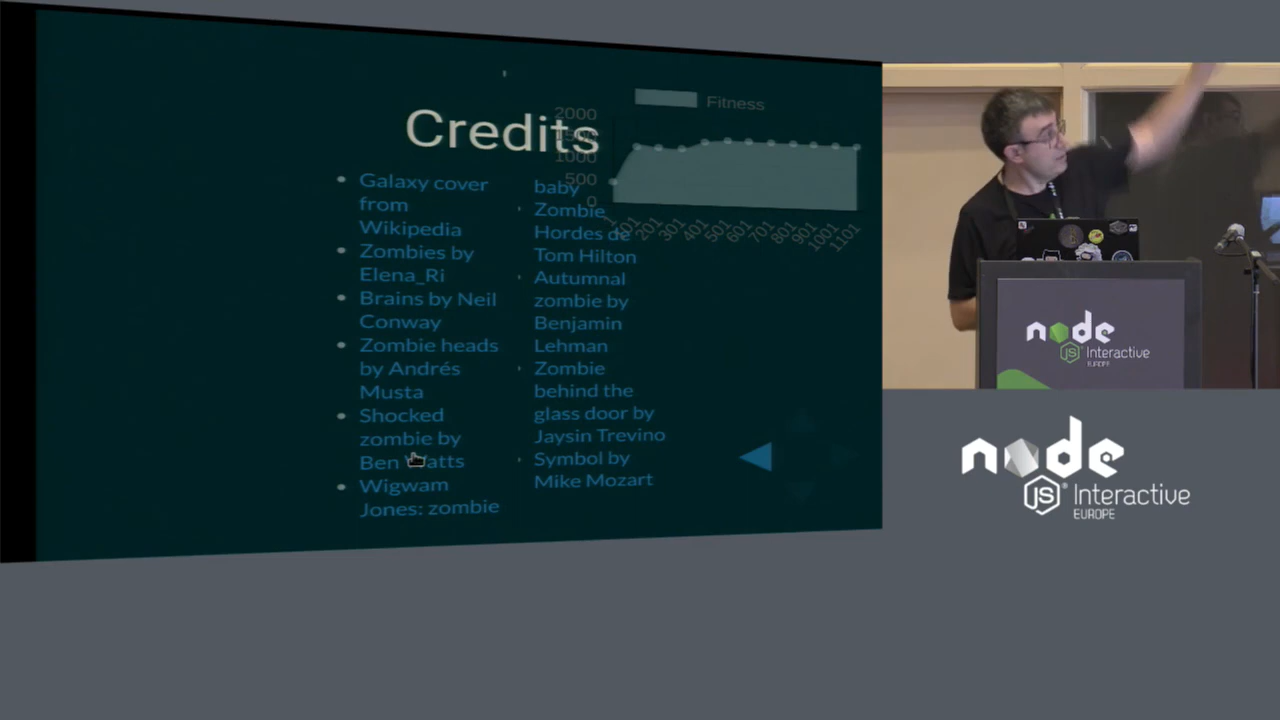 Credits
Galaxy cover
from
Wikipedia
Zombies by
Elena_Ri
Brains by Neil
Conway
Zombie heads
by Andrés
Musta
Shocked
zombie by
Ben Watts
Wigwam
Jones: zombie
baby
Zombie
Hordes de
Tom Hilton
Autumnal
zombie by
Benjamin
Lehman
Zombie
behind the
glass door by
Jaysin Trevino
Symbol by
Mike Mozart
Fitness
2000
1500
1000
500
0
1 101 201 301 401 501 601 701 801 901 1001 1101
node
JS Interactive
EUROPE
node
JS® Interactive
EUROPE